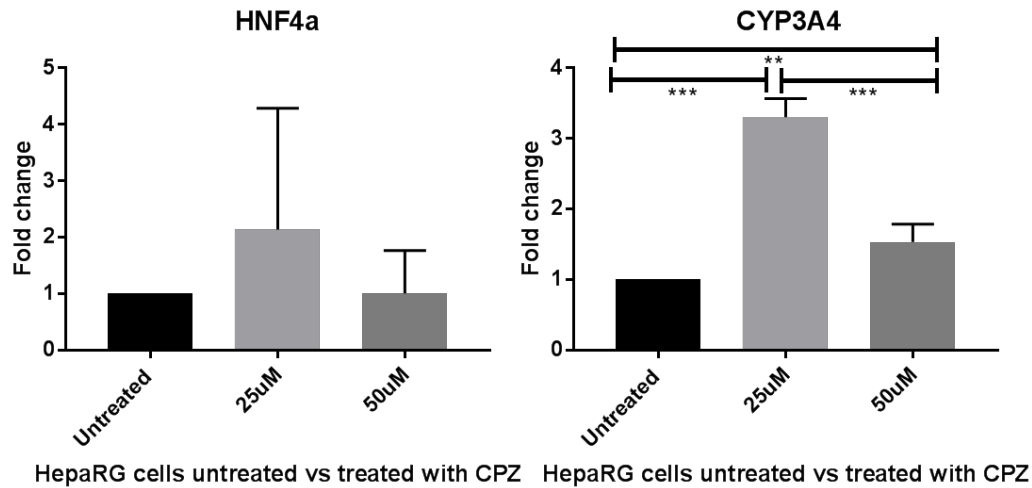 HNF4a
5
4
3
2
1
0
Fold change
Untreated
25uM
50uM
HepaRG cells untreated vs treated with CPZ
CYP3A4
4
3
2
1
0
Fold change
**
***
***
Untreated
25uM
50uM
HepaRG cells untreated vs treated with CPZ